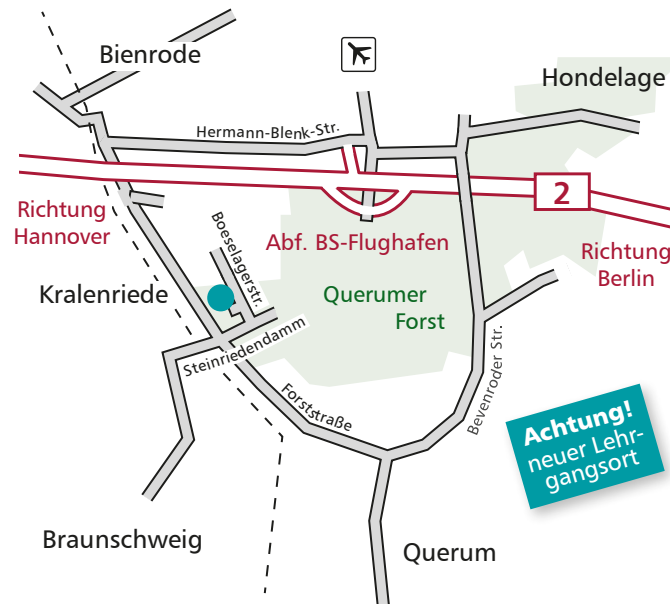 Bienrode
Hondelage
Hermann-Blenk-Str.
2
Richtung
Hannover
Boeselagerstr.
Abf. BS-Flughafen
Richtung
Berlin
Kralenriede
Querumer
Forst
Steinriedendamm
Bevenroder Str.
Forststraße
Achtung!
neuer Lehr-
gangsort
Braunschweig
Querum